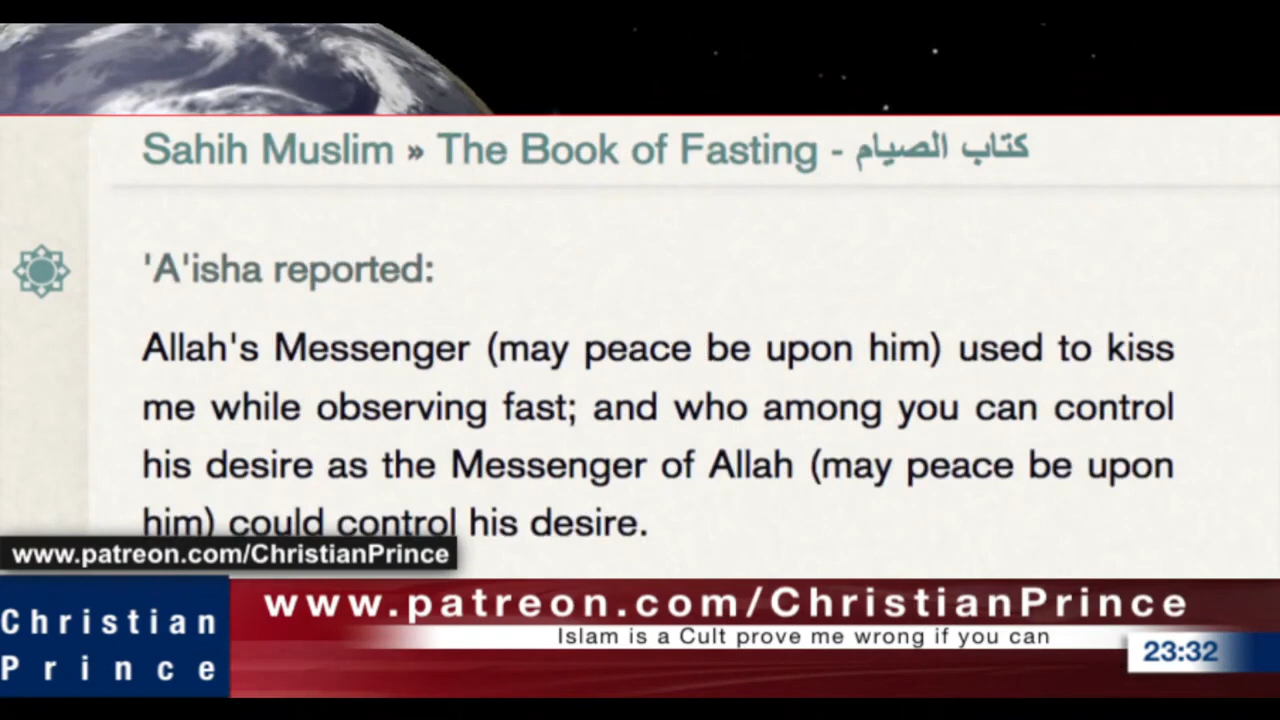 Sahih Muslim » The Book of Fasting - كتاب الصيام
'A'isha reported:
Allah's Messenger (may peace be upon him) used to kiss
me while observing fast; and who among you can control
his desire as the Messenger of Allah (may peace be upon
him) could control his desire.
www.patreon.com/ChristianPrince
Christian
Prince
www.patreon.com/ChristianPrince
Islam is a Cult prove me wrong if you can
23:32